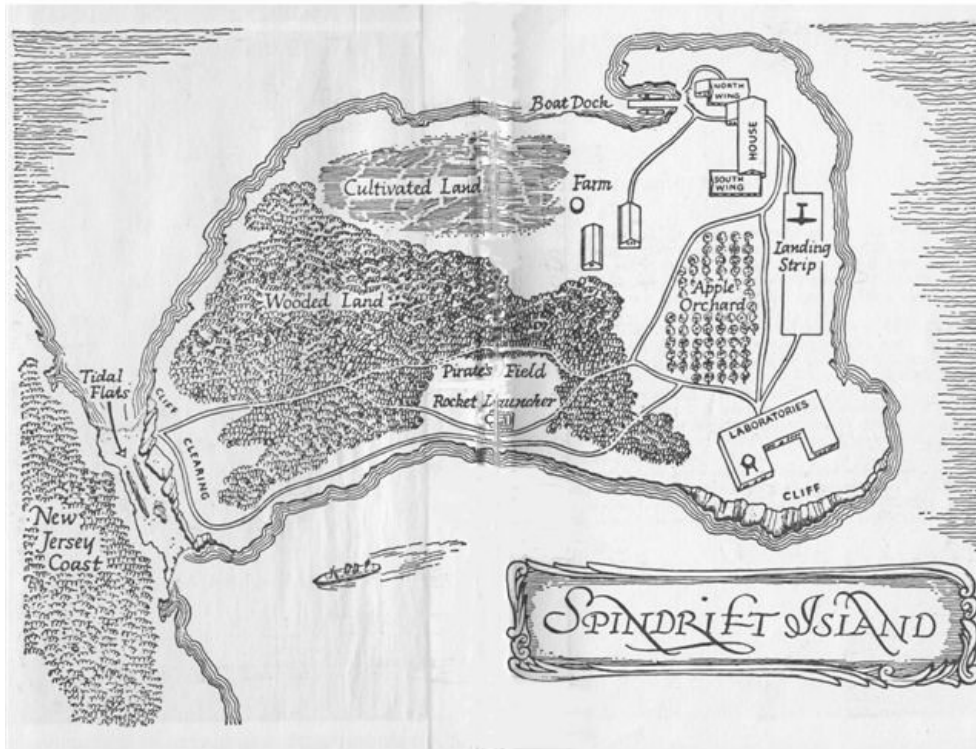 Boat Dock
NORTH
WING
HOUSE
SOUTH
WING
Cultivated Land
Farm
Landing
Strip
Apple
Orchard
Wooded Land
Pirate's Field
Rocket Launcher
Tidal
Flats
CLIFF
CLEARING
LABORATORIES
CLIFF
New
Jersey
Coast
SPINDRIFT ISLAND